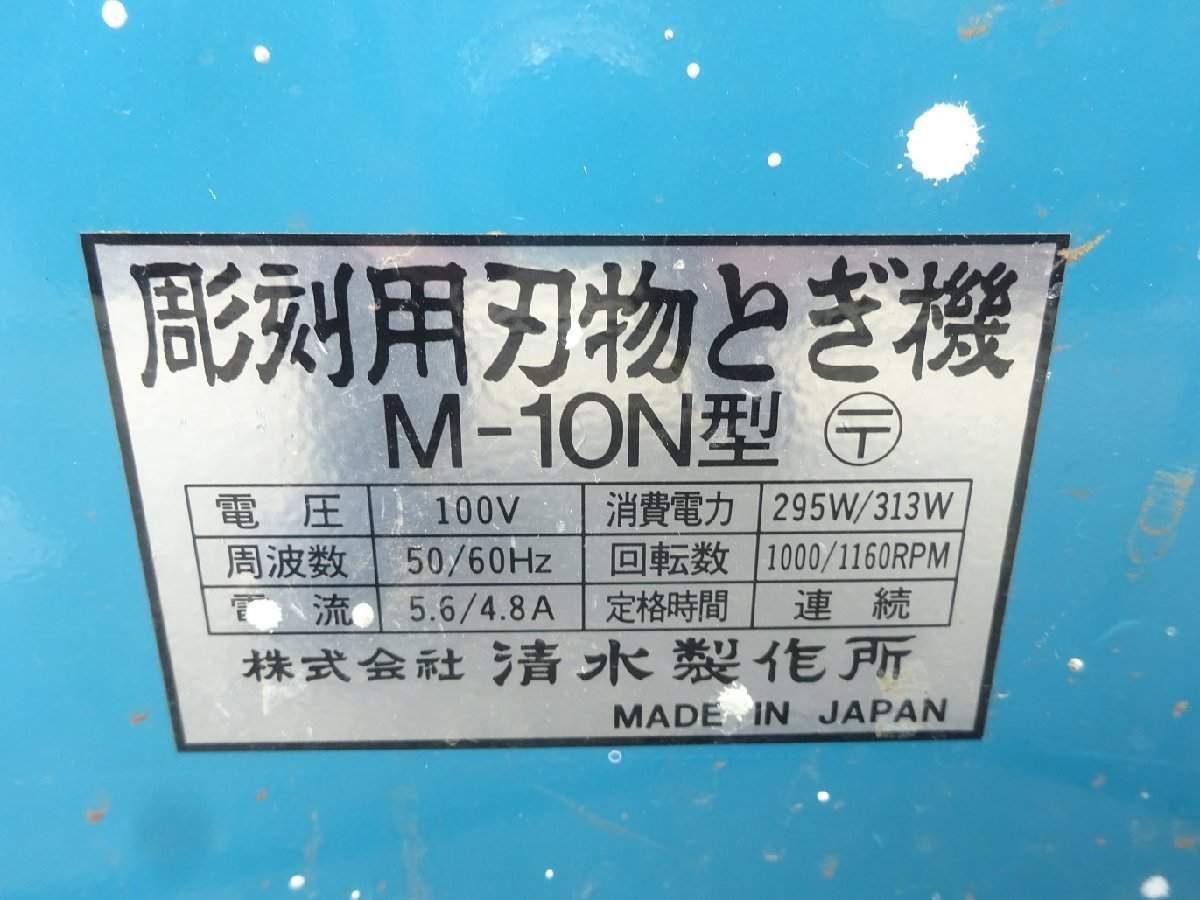 彫刻用刃物とぎ機
M-10N型 〶
電圧 100V 消費電力 295W/313W
周波数 50/60Hz 回転数 1000/1160RPM
電流 5.6/4.8A 定格時間 連続
株式会社 清水製作所
MADE IN JAPAN